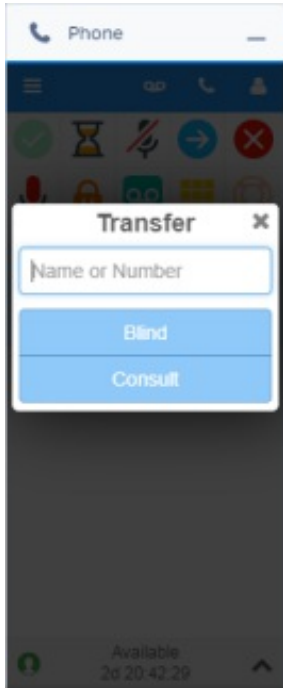 Phone
Transfer
Name or Number
Blind
Consult
Available
2d 20:42:29